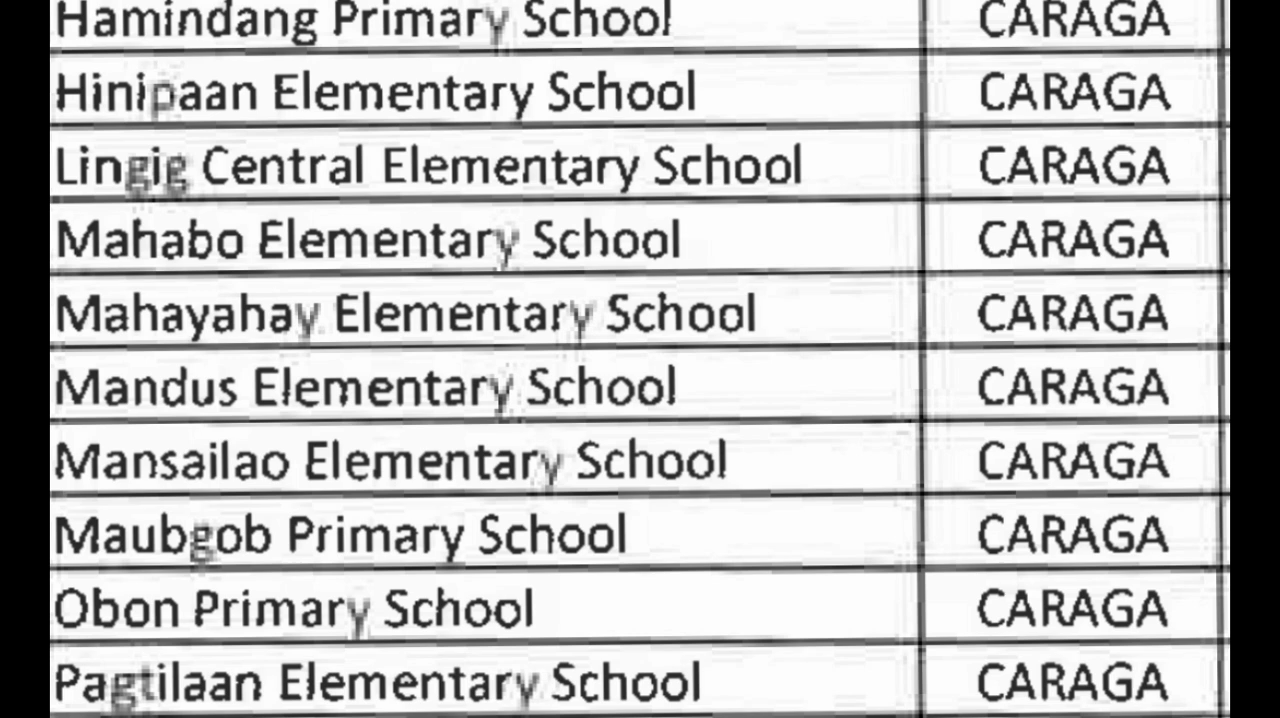 Hamindang Primary School CARAGA
Hinipaan Elementary School CARAGA
Lingig Central Elementary School CARAGA
Mahabo Elementary School CARAGA
Mahayahay Elementary School CARAGA
Mandus Elementary School CARAGA
Mansailao Elementary School CARAGA
Maubgob Primary School CARAGA
Obon Primary School CARAGA
Pagtilaan Elementary School CARAGA